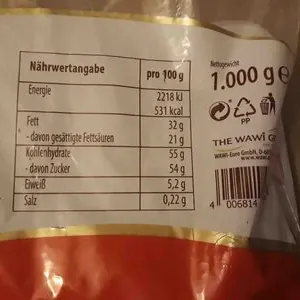 Nährwertangabe pro 100 g
Energie 2218 kJ
531 kcal
Fett 32 g
- davon gesättigte Fettsäuren 21 g
Kohlenhydrate 55 g
- davon Zucker 54 g
Eiweiß 5,2 g
Salz 0,22 g
Nettogewicht
1.000 g e
PP
THE WAWi
WAWi-Euro GmbH,
www.
4 006814